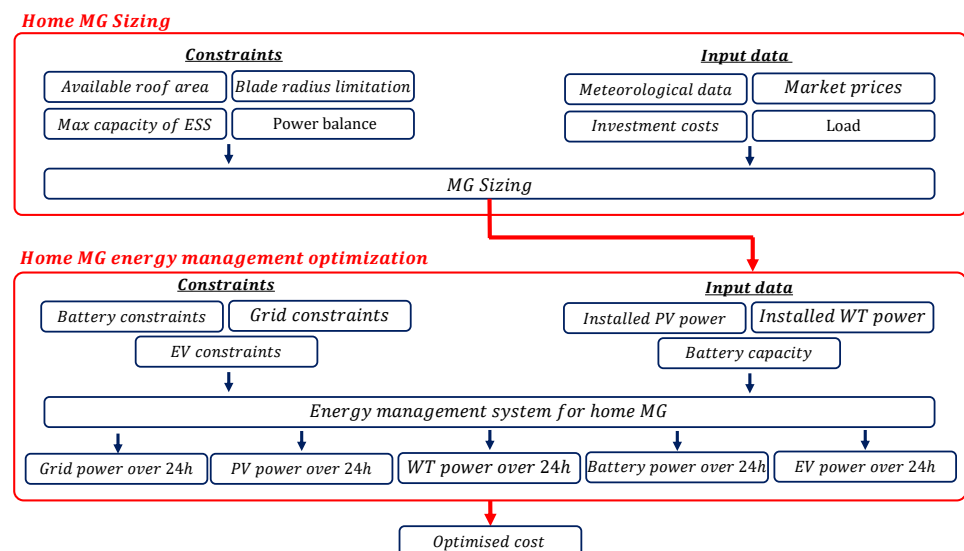 Home MG Sizing
Constraints
Input data
Available roof area
Blade radius limitation
Meteorological data
Market prices
Max capacity of ESS
Power balance
Investment costs
Load
MG Sizing
Home MG energy management optimization
Constraints
Input data
Battery constraints
Grid constraints
Installed PV power
Installed WT power
EV constraints
Battery capacity
Energy management system for home MG
Grid power over 24h
PV power over 24h
WT power over 24h
Battery power over 24h
EV power over 24h
Optimised cost